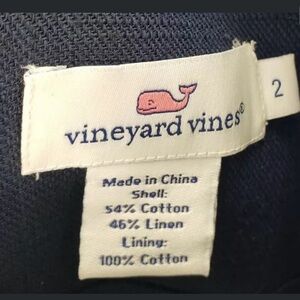 vineyard vines®
2
Made in China
Shell:
54% Cotton
46% Linen
Lining:
100% Cotton